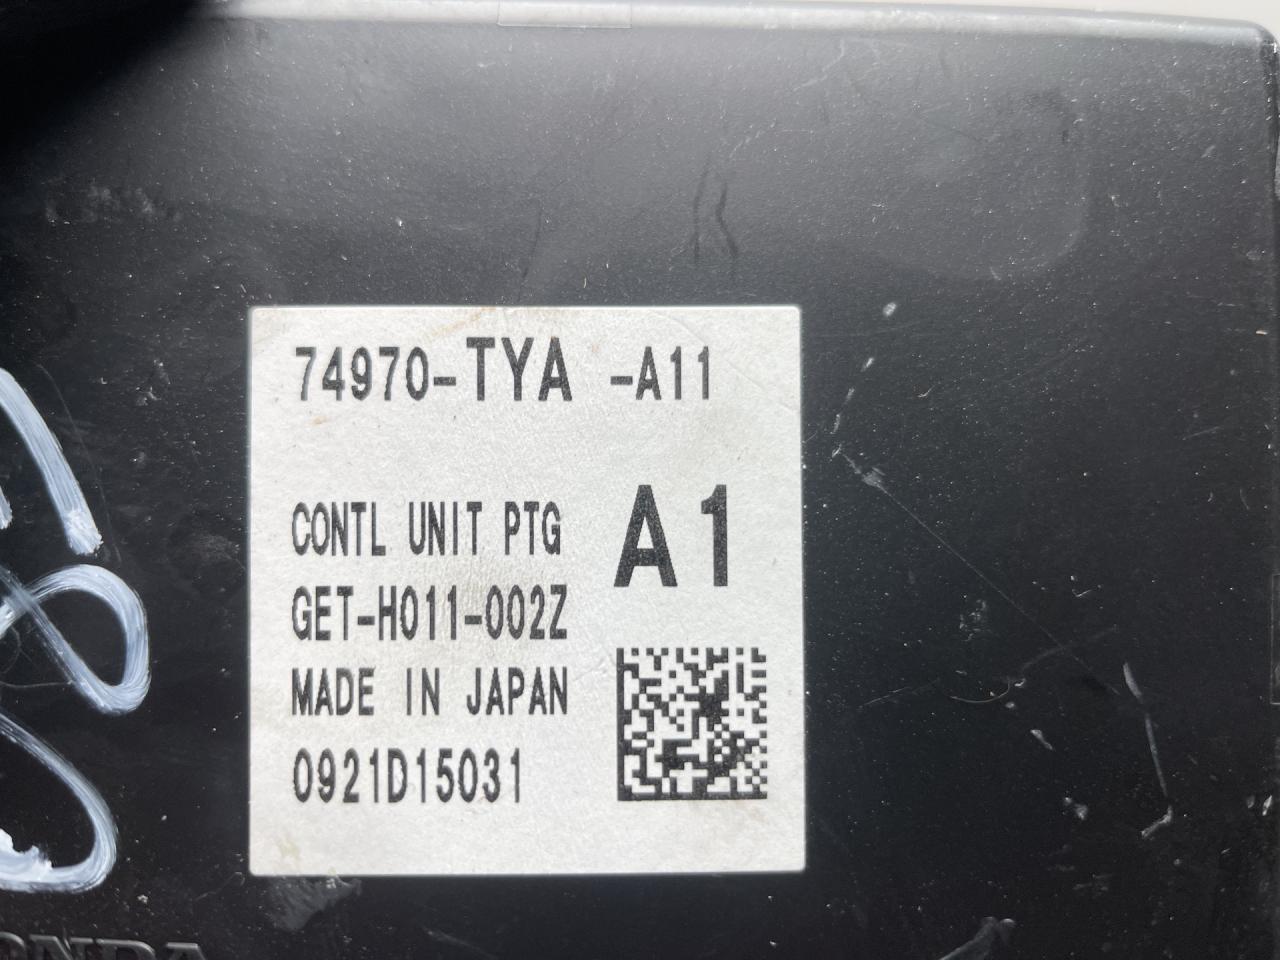 74970-TYA -A11
CONTL UNIT PTG A1
GET-H011-002Z
MADE IN JAPAN
0921D15031